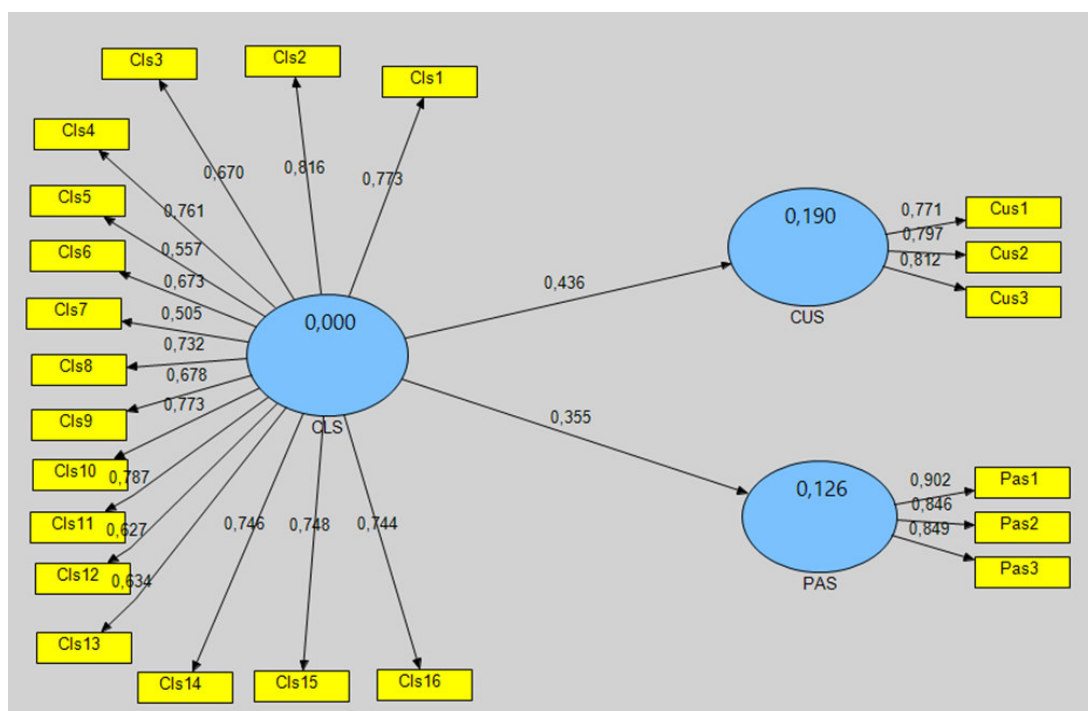 Cls3
Cls2
Cls1
Cls4
0,670
0,816
0,773
0,761
Cls5
0,557
Cls6
0,673
Cls7
0,505
0,732
Cls8
0,678
Cls9
0,773
Cls10
0,787
Cls11
0,627
Cls12
0,634
Cls13
0,746
0,748
0,744
Cls14
Cls15
Cls16
0,000
CLS
0,436
0,355
0,190
CUS
0,771
Cus1
0,797
Cus2
0,812
Cus3
0,126
PAS
0,902
Pas1
0,846
Pas2
0,849
Pas3